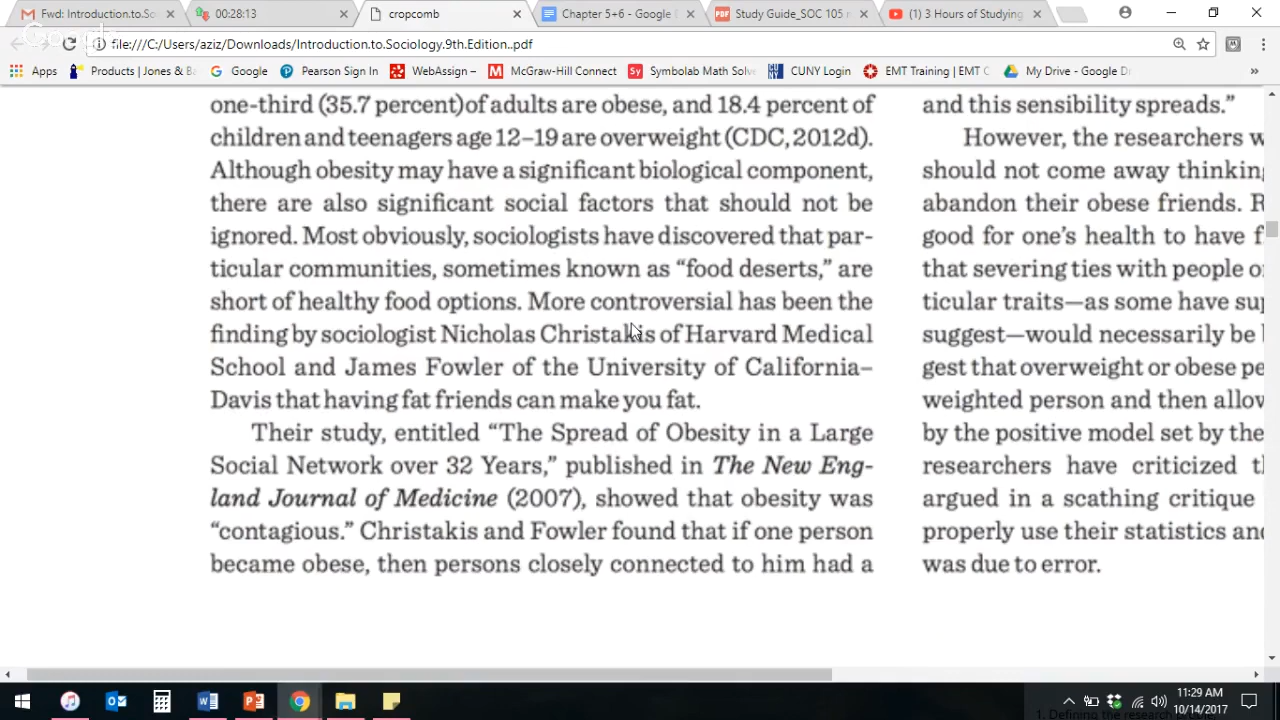 Fwd: Introduction.to.So
00:28:13
cropcomb
Chapter 5+6 - Google
Study Guide_SOC 105
(1) 3 Hours of Studying
Google
file:///C:/Users/aziz/Downloads/Introduction.to.Sociology.9th.Edition..pdf
Apps
Products | Jones & Ba
Google
Person Sign In
WebAssign –
McGraw-Hill Connect
Symbolab Math Solve
CUNY Login
EMT Training | EMT C
My Drive - Google Dr
»
one-third (35.7 percent)of adults are obese, and 18.4 percent of
children and teenagers age 12–19 are overweight (CDC, 2012d).
Although obesity may have a significant biological component,
there are also significant social factors that should not be
ignored. Most obviously, sociologists have discovered that par-
ticular communities, sometimes known as “food deserts,” are
short of healthy food options. More controversial has been the
finding by sociologist Nicholas Christakis of Harvard Medical
School and James Fowler of the University of California–
Davis that having fat friends can make you fat.
Their study, entitled “The Spread of Obesity in a Large
Social Network over 32 Years,” published in The New Eng-
land Journal of Medicine (2007), showed that obesity was
“contagious.” Christakis and Fowler found that if one person
became obese, then persons closely connected to him had a
and this sensibility spreads.”
However, the researchers w
should not come away thinking
abandon their obese friends. R
good for one’s health to have f
that severing ties with people o
ticular traits—as some have su
suggest—would necessarily be
gest that overweight or obese pe
weighted person and then allow
by the positive model set by the
researchers have criticized t
argued in a scathing critique
properly use their statistics and
was due to error.
11:29 AM
10/14/2017
1. Defining the research